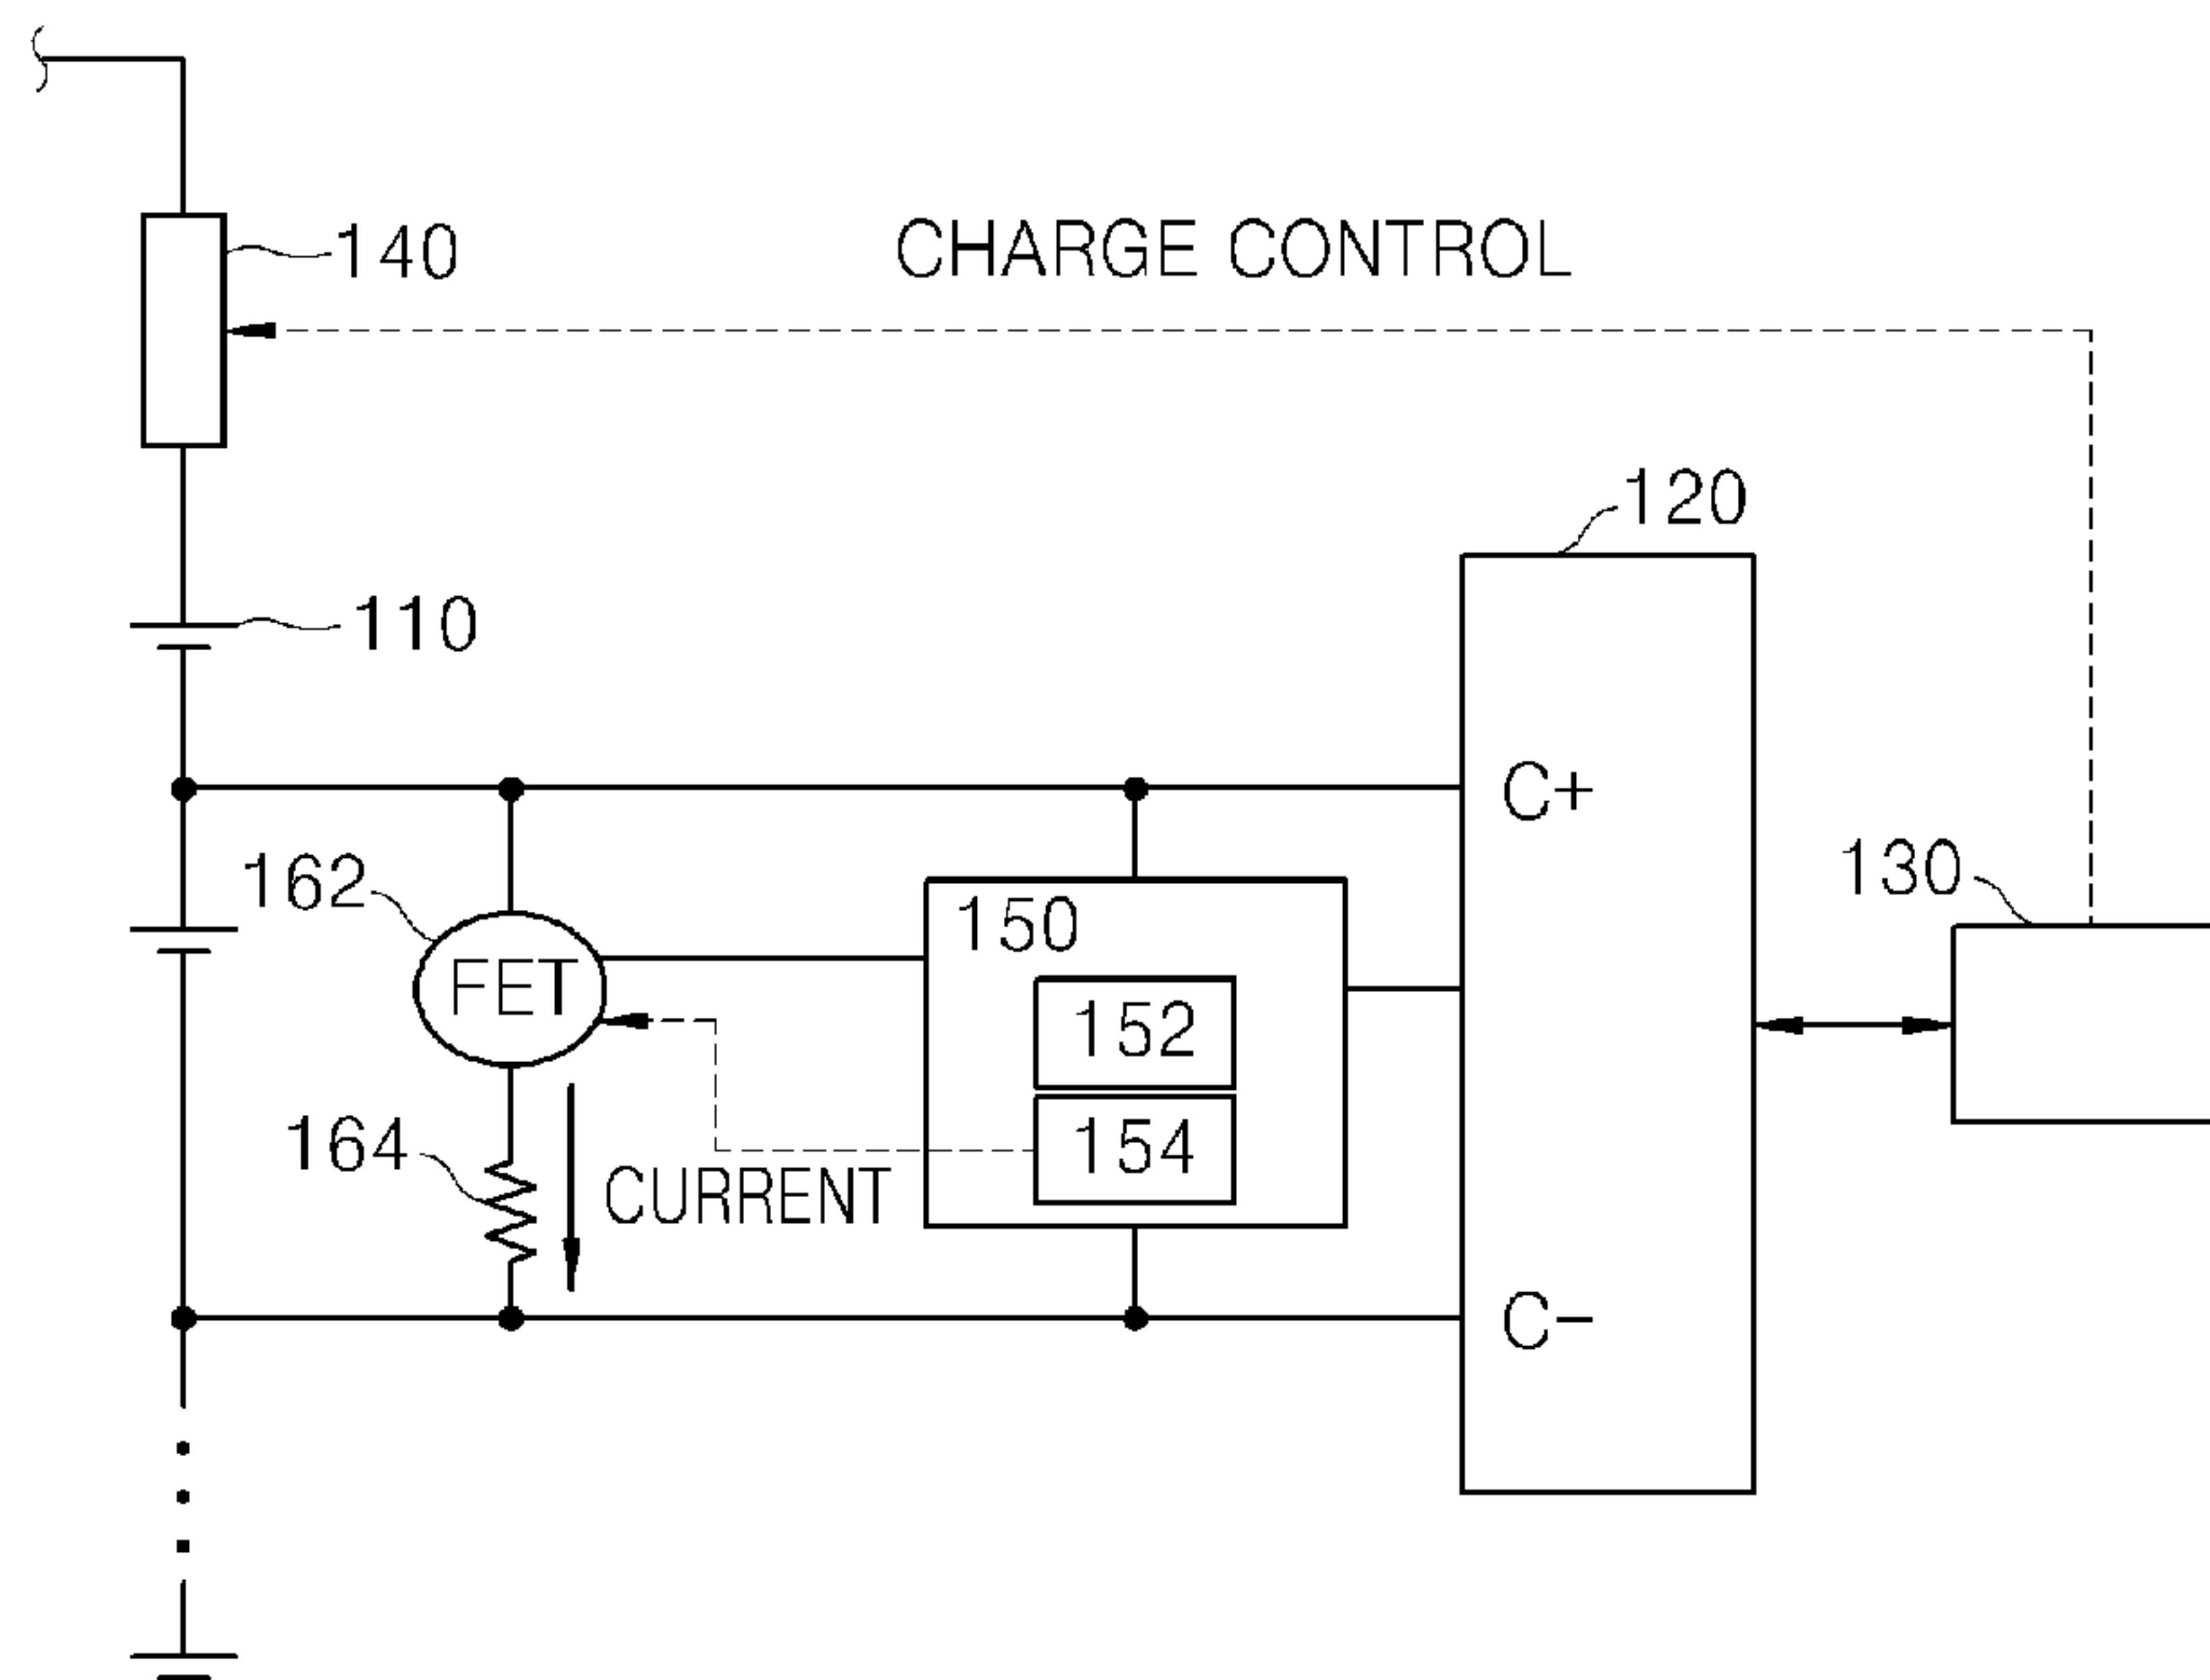 140
CHARGE CONTROL
120
110
C+
130
162
150
FET
152
164
154
CURRENT
C-